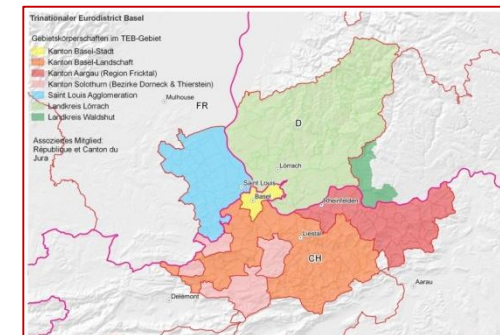 Trinationaler Eurodistrict Basel
Gebietskörperschaften im TEB-Gebiet
Kanton Basel-Stadt
Kanton Basel-Landschaft
Kanton Aargau (Region Fricktal)
Kanton Solothurn (Bezirke Dorneck & Thierstein)
Saint Louis Agglomeration
Landkreis Lörrach
Landkreis Waldshut
Assoziiertes Mitglied:
République et Canton du
Jura
Mulhouse
FR
D
Lörrach
Saint Louis
Basel
Rheinfelden
Liestal
CH
Aarau
Delémont